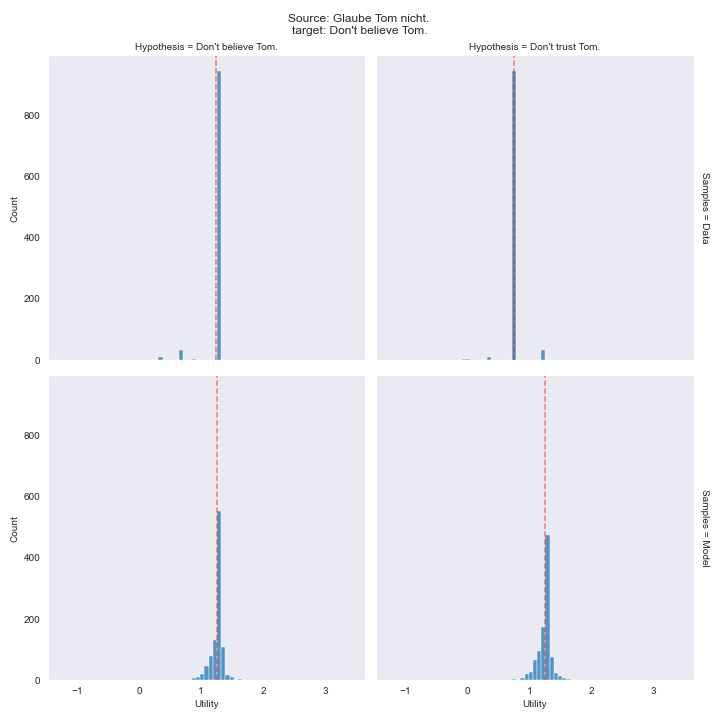 Source: Glaube Tom nicht.
target: Don't believe Tom.
Hypothesis = Don't believe Tom.
Hypothesis = Don't trust Tom.
800
600
400
200
0
Count
Samples = Data
800
600
400
200
0
Count
Samples = Model
−1 0 1 2 3
−1 0 1 2 3
Utility
Utility